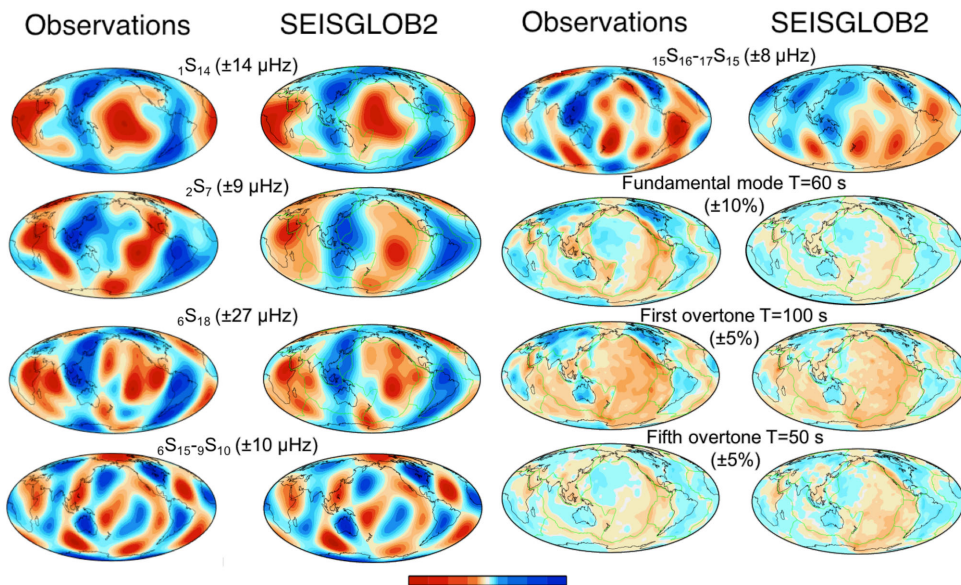 Observations SEISGLOB2 Observations SEISGLOB2
₁S₁₄ (±14 µHz)
₂S₇ (±9 µHz)
₆S₁₈ (±27 µHz)
₆S₁₅-₉S₁₀ (±10 µHz)
₁₅S₁₆-₁₇S₁₅ (±8 µHz)
Fundamental mode T=60 s
(±10%)
First overtone T=100 s
(±5%)
Fifth overtone T=50 s
(±5%)